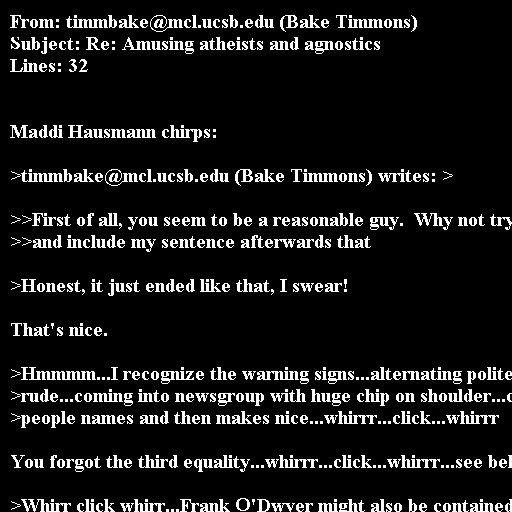 From: timmbake@mcl.ucsb.edu (Bake Timmons)
Subject: Re: Amusing atheists and agnostics
Lines: 32
Maddi Hausmann chirps:
>timmbake@mcl.ucsb.edu (Bake Timmons) writes: >
>>First of all, you seem to be a reasonable guy.  Why not try
>>and include my sentence afterwards that
>Honest, it just ended like that, I swear!
That's nice.
>Hmmmm...I recognize the warning signs...alternating polite
>rude...coming into newsgroup with huge chip on shoulder...
>people names and then makes nice...whirrr...click...whirrr
You forgot the third equality...whirrr...click...whirrr...see
>Whirr click whirr...Frank O'Dwyer might also be contained